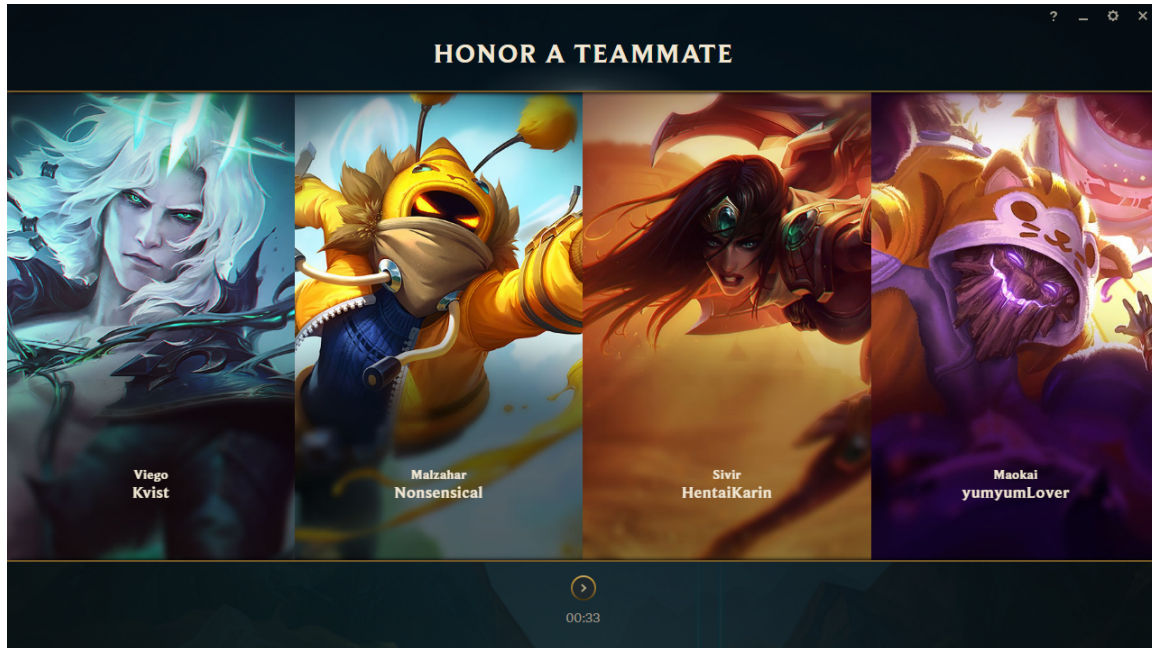 ?
HONOR A TEAMMATE
Viego
Kvist
Malzahar
Nonsensical
Sivir
HentaiKarin
Maokai
yumyumLover
00:33